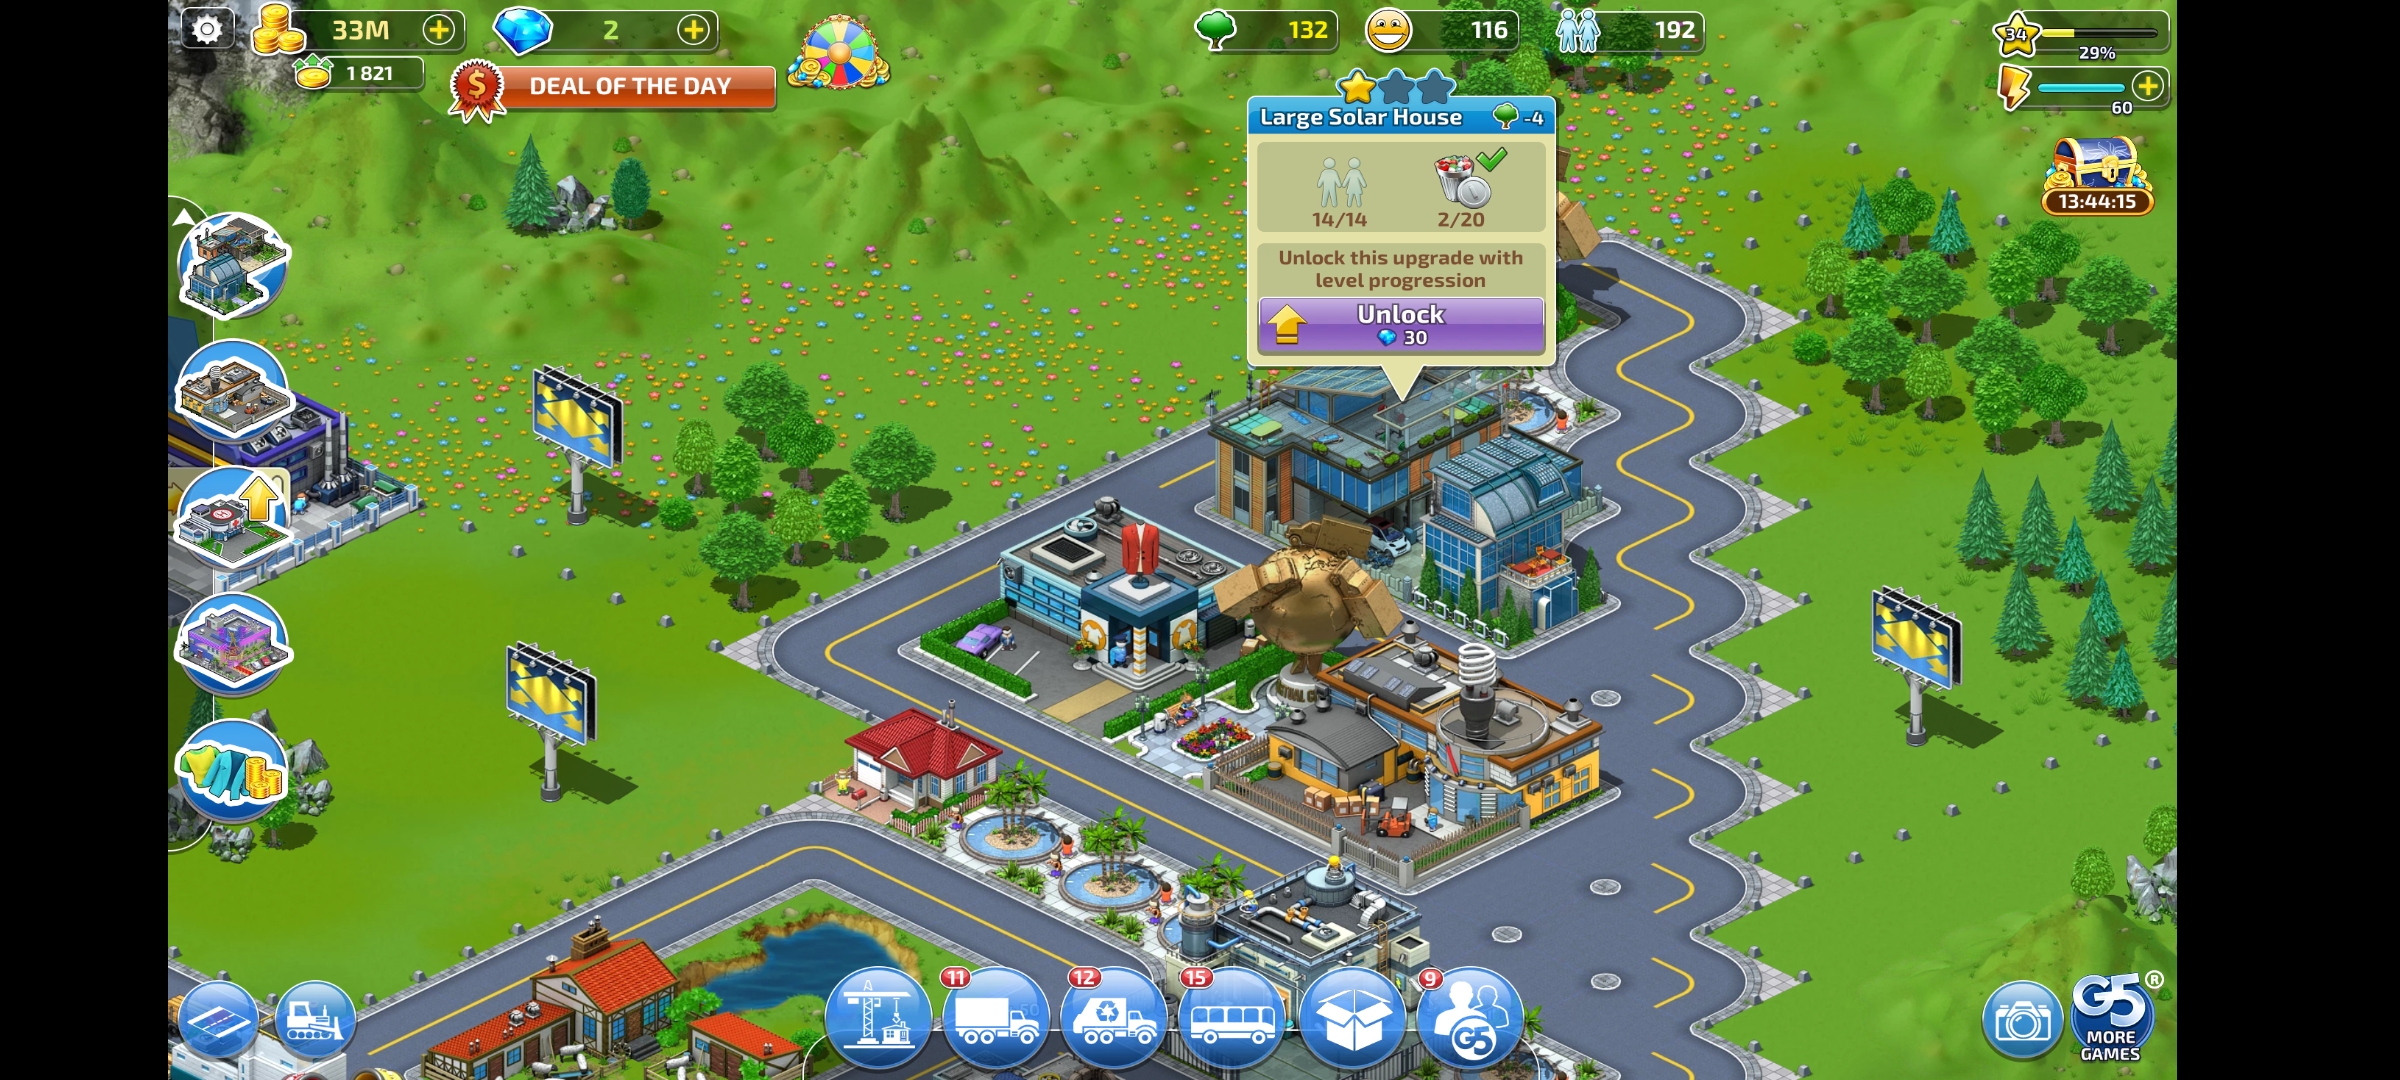 33M
2
132
116
192
34
29%
1 821
DEAL OF THE DAY
60
Large Solar House
-4
14/14
2/20
Unlock this upgrade with
level progression
Unlock
30
13:44:15
11
12
15
9
G5
G5
®
MORE
GAMES